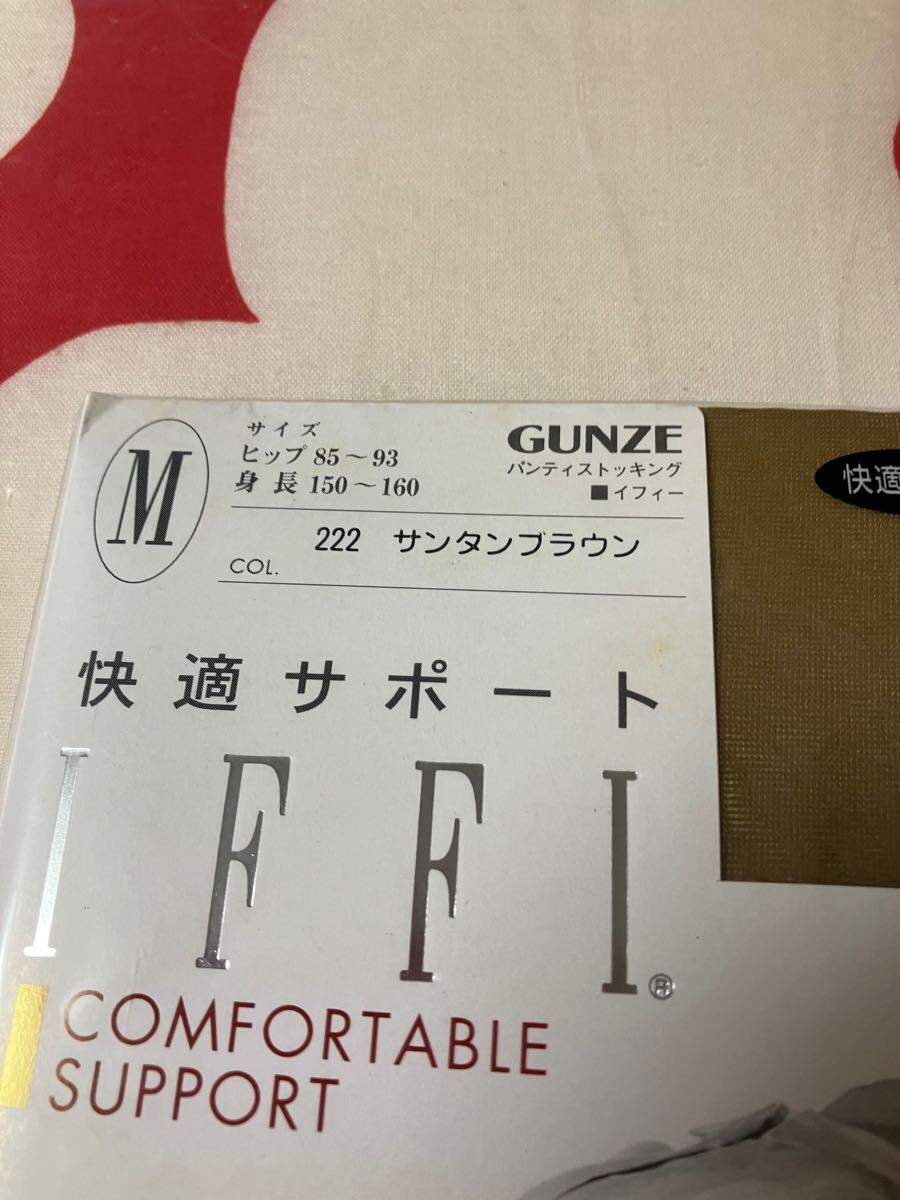 M
サイズ
ヒップ 85～93
身長 150～160
GUNZE
パンティストッキング
■イフィー
COL. 222 サンタンブラウン
快適
快適サポート
IFFI®
COMFORTABLE
SUPPORT